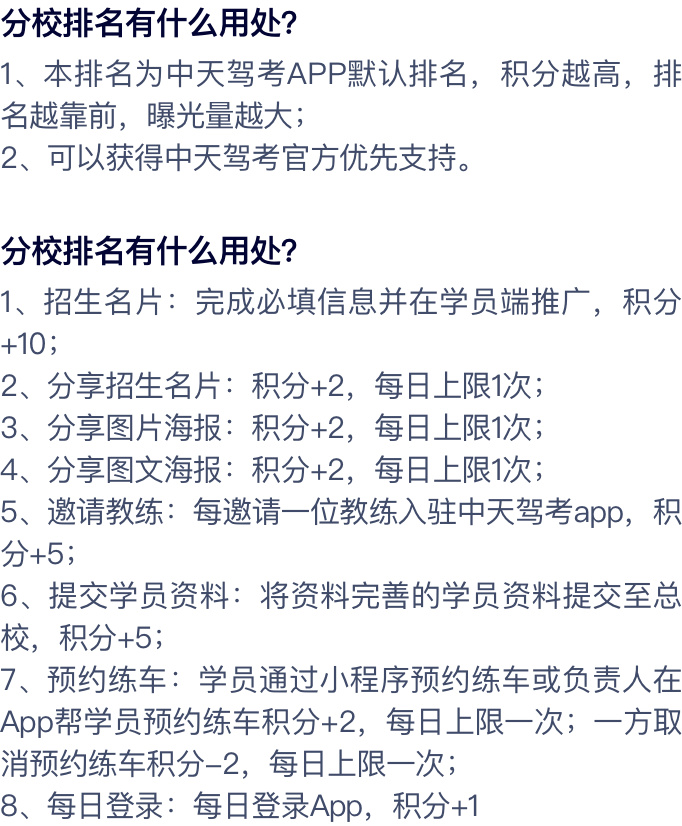 分校排名有什么用处？
1、本排名为中天驾考APP默认排名，积分越高，排
名越靠前，曝光量越大；
2、可以获得中天驾考官方优先支持。
分校排名有什么用处？
1、招生名片：完成必填信息并在学员端推广，积分
+10；
2、分享招生名片：积分+2，每日上限1次；
3、分享图片海报：积分+2，每日上限1次；
4、分享图文海报：积分+2，每日上限1次；
5、邀请教练：每邀请一位教练入驻中天驾考app，积
分+5；
6、提交学员资料：将资料完善的学员资料提交至总
校，积分+5；
7、预约练车：学员通过小程序预约练车或负责人在
App帮学员预约练车积分+2，每日上限一次；一方取
消预约练车积分-2，每日上限一次；
8、每日登录：每日登录App，积分+1